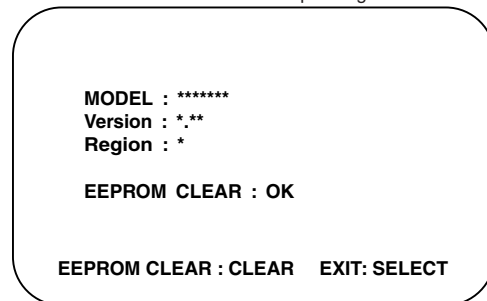 MODEL : *******
Version : *.**
Region : *
EEPROM CLEAR : OK
EEPROM CLEAR : CLEAR EXIT: SELECT